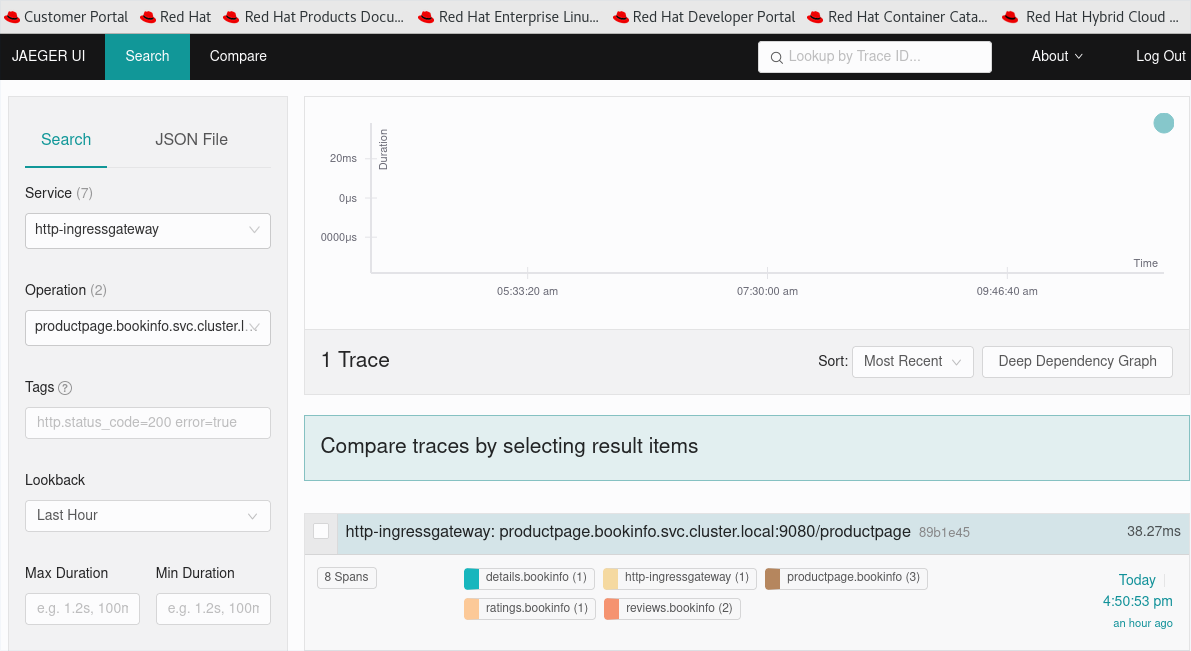 Customer Portal Red Hat Red Hat Products Docu... Red Hat Enterprise Linu... Red Hat Developer Portal Red Hat Container Cata... Red Hat Hybrid Cloud ...
JAEGER UI Search Compare Lookup by Trace ID... About Log Out
Search JSON File
Service (7)
http-ingressgateway
Operation (2)
productpage.bookinfo.svc.cluster.l...
Tags ?
http.status_code=200 error=true
Lookback
Last Hour
Max Duration Min Duration
e.g. 1.2s, 100m e.g. 1.2s, 100m
Duration
20ms
0μs
0000μs
Time
05:33:20 am 07:30:00 am 09:46:40 am
1 Trace Sort: Most Recent Deep Dependency Graph
Compare traces by selecting result items
http-ingressgateway: productpage.bookinfo.svc.cluster.local:9080/productpage 89b1e45 38.27ms
8 Spans details.bookinfo (1) http-ingressgateway (1) productpage.bookinfo (3)
ratings.bookinfo (1) reviews.bookinfo (2)
Today
4:50:53 pm
an hour ago